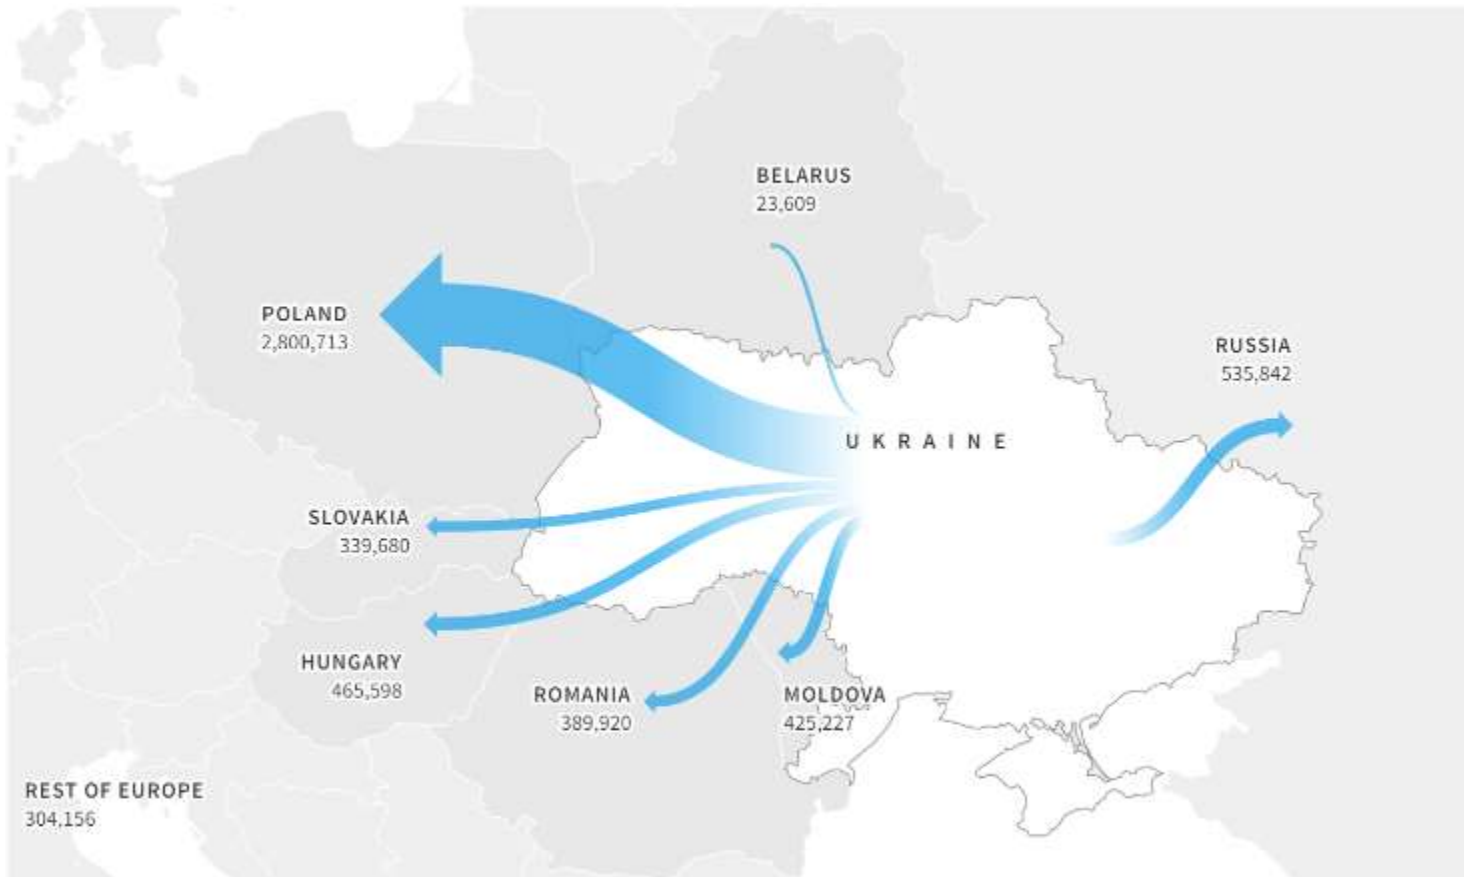 BELARUS
23,609
POLAND
2,800,713
RUSSIA
535,842
UKRAINE
SLOVAKIA
339,680
HUNGARY
465,598
ROMANIA
389,920
MOLDOVA
425,227
REST OF EUROPE
304,156